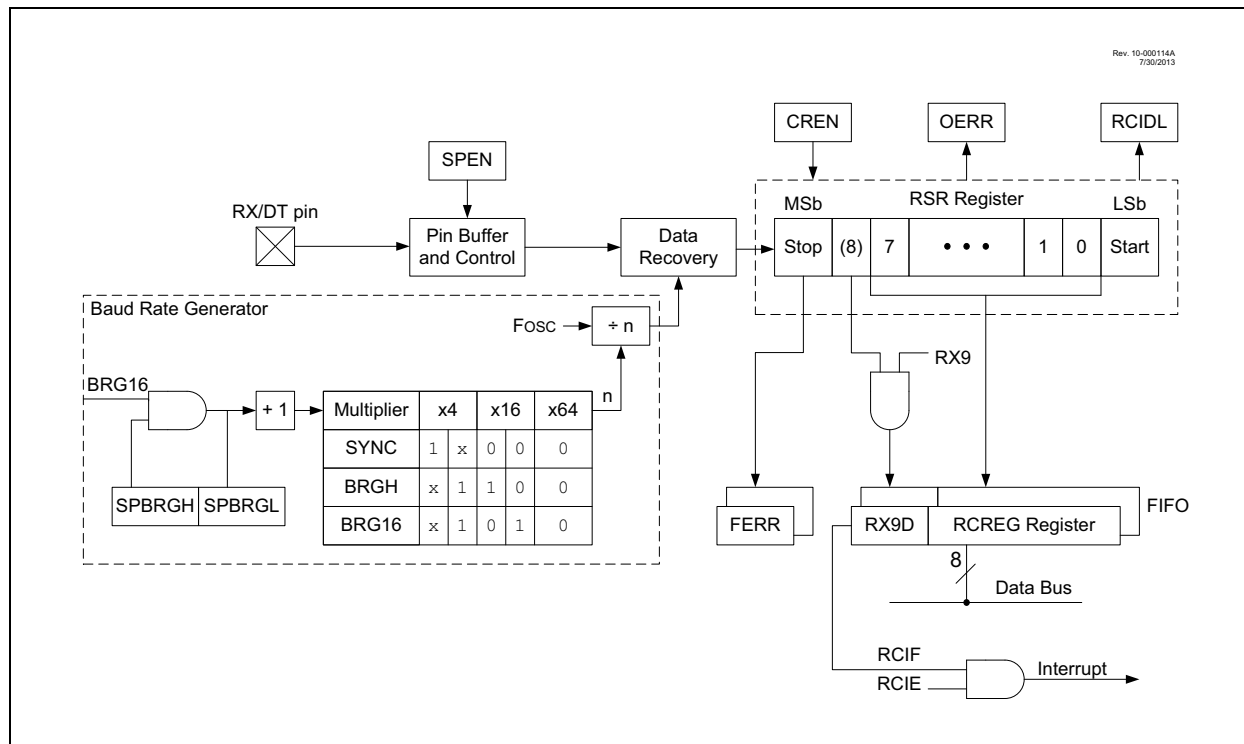 Rev. 10-000114A
7/30/2013
CREN OERR RCIDL
SPEN
RSR Register
MSb LSb
RX/DT pin
Pin Buffer
and Control
Data
Recovery
Stop (8) 7 • • • 1 0 Start
Baud Rate Generator
FOSC ÷ n
RX9
BRG16
+ 1
n
Multiplier x4 x16 x64
SYNC 1 x 0 0 0
BRGH x 1 1 0 0
BRG16 x 1 0 1 0
SPBRGH SPBRGL
FERR
RX9D RCREG Register
FIFO
8
Data Bus
RCIF
RCIE
Interrupt